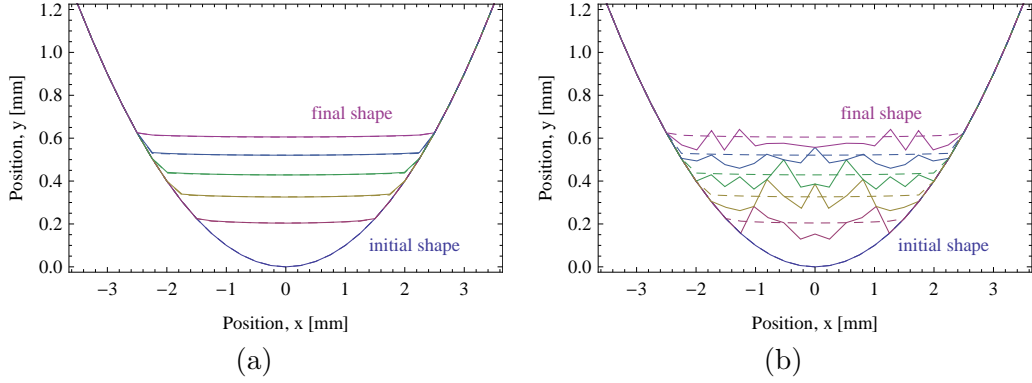 1.2
1.0
0.8
0.6
0.4
0.2
0.0
Position, y [mm]
final shape
initial shape
−3 −2 −1 0 1 2 3
Position, x [mm]
(a)
1.2
1.0
0.8
0.6
0.4
0.2
0.0
Position, y [mm]
final shape
initial shape
−3 −2 −1 0 1 2 3
Position, x [mm]
(b)